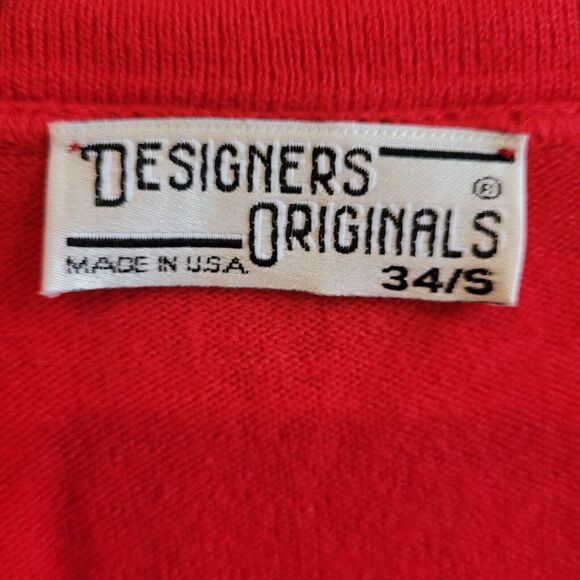 DESIGNERS
ORIGINALS ®
MADE IN U.S.A.
34/S